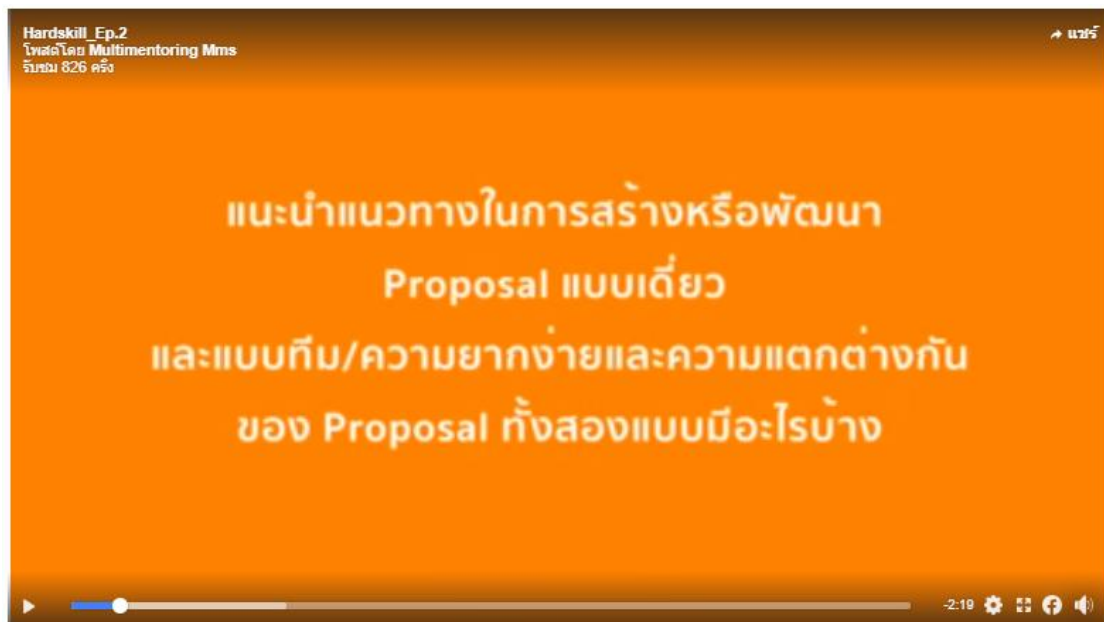 Hardskill_Ep.2
แชร์
โพสต์โดย Multimentoring Mms
รับชม 826 ครั้ง
แนะนำแนวทางในการสร้างหรือพัฒนา
Proposal แบบเดี่ยว
และแบบทีม/ความยากง่ายและความแตกต่างกัน
ของ Proposal ทั้งสองแบบมีอะไรบ้าง
-2:19